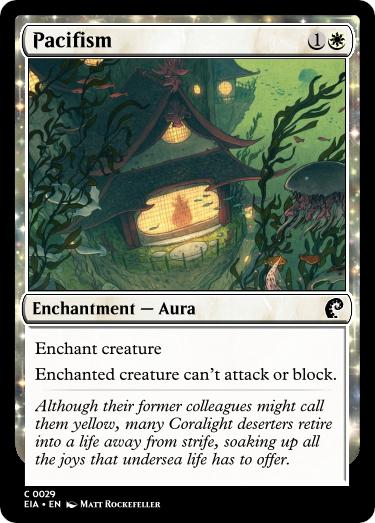 Pacifism 1
Enchantment — Aura
Enchant creature
Enchanted creature can't attack or block.
Although their former colleagues might call
them yellow, many Coralight deserters retire
into a life away from strife, soaking up all
the joys that undersea life has to offer.
C 0029
EIA • EN Matt Rockefeller